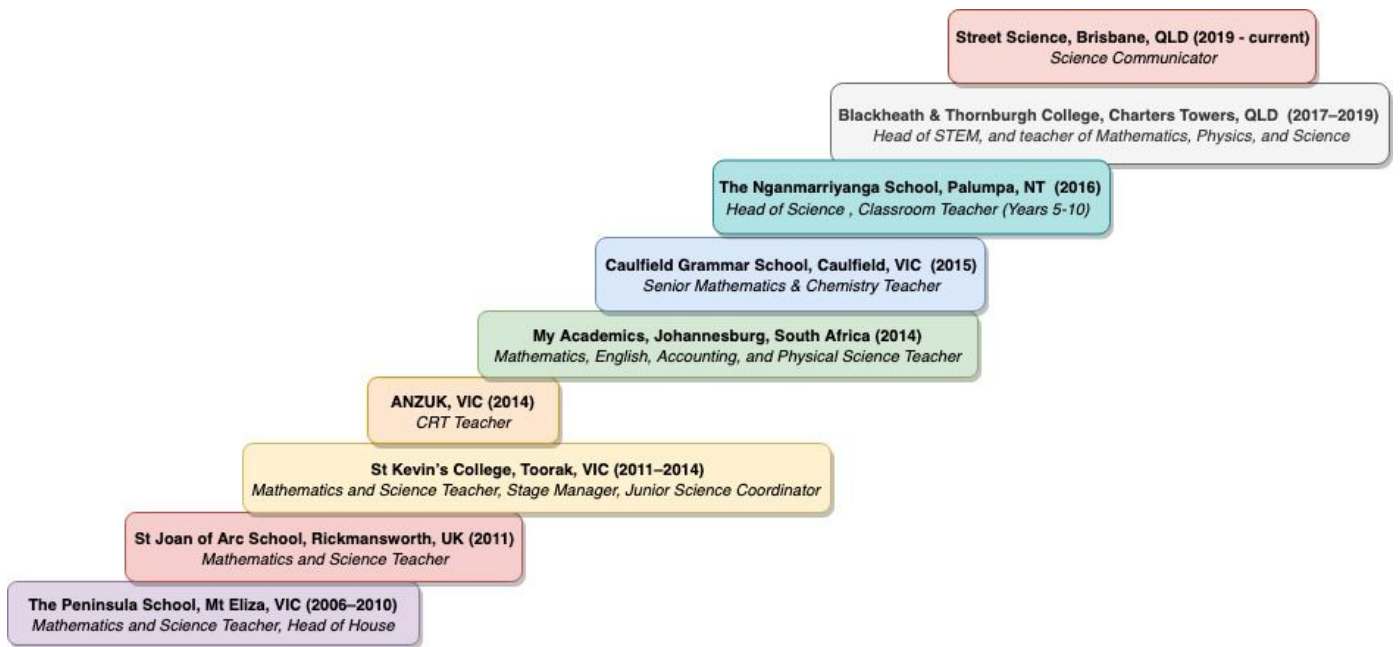 Street Science, Brisbane, QLD (2019 - current)
Science Communicator
Blackheath & Thornburgh College, Charters Towers, QLD  (2017–2019)
Head of STEM, and teacher of Mathematics, Physics, and Science
The Nganmarriyanga School, Palumpa, NT  (2016)
Head of Science , Classroom Teacher (Years 5-10)
Caulfield Grammar School, Caulfield, VIC  (2015)
Senior Mathematics & Chemistry Teacher
My Academics, Johannesburg, South Africa (2014)
Mathematics, English, Accounting, and Physical Science Teacher
ANZUK, VIC (2014)
CRT Teacher
St Kevin's College, Toorak, VIC (2011–2014)
Mathematics and Science Teacher, Stage Manager, Junior Science Coordinator
St Joan of Arc School, Rickmansworth, UK (2011)
Mathematics and Science Teacher
The Peninsula School, Mt Eliza, VIC (2006–2010)
Mathematics and Science Teacher, Head of House